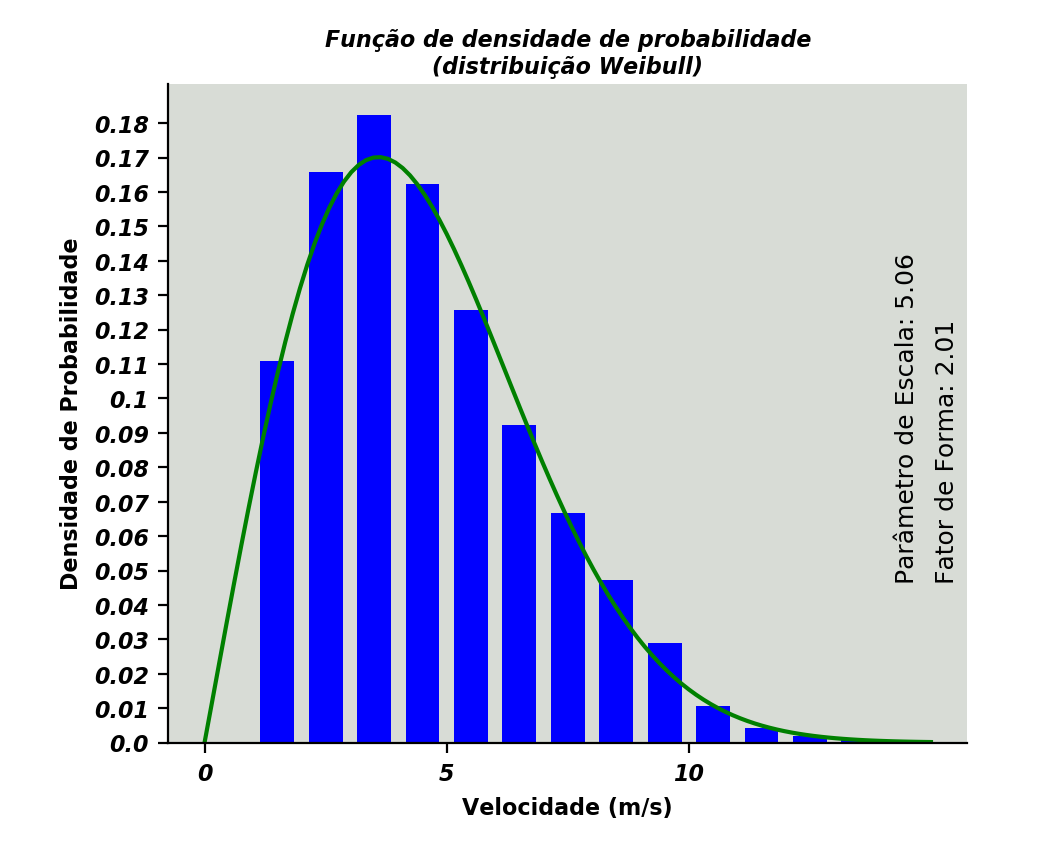 Função de densidade de probabilidade
(distribuição Weibull)
Densidade de Probabilidade
0.18
0.17
0.16
0.15
0.14
0.13
0.12
0.11
0.1
0.09
0.08
0.07
0.06
0.05
0.04
0.03
0.02
0.01
0.0
0 5 10
Velocidade (m/s)
Parâmetro de Escala: 5.06
Fator de Forma: 2.01